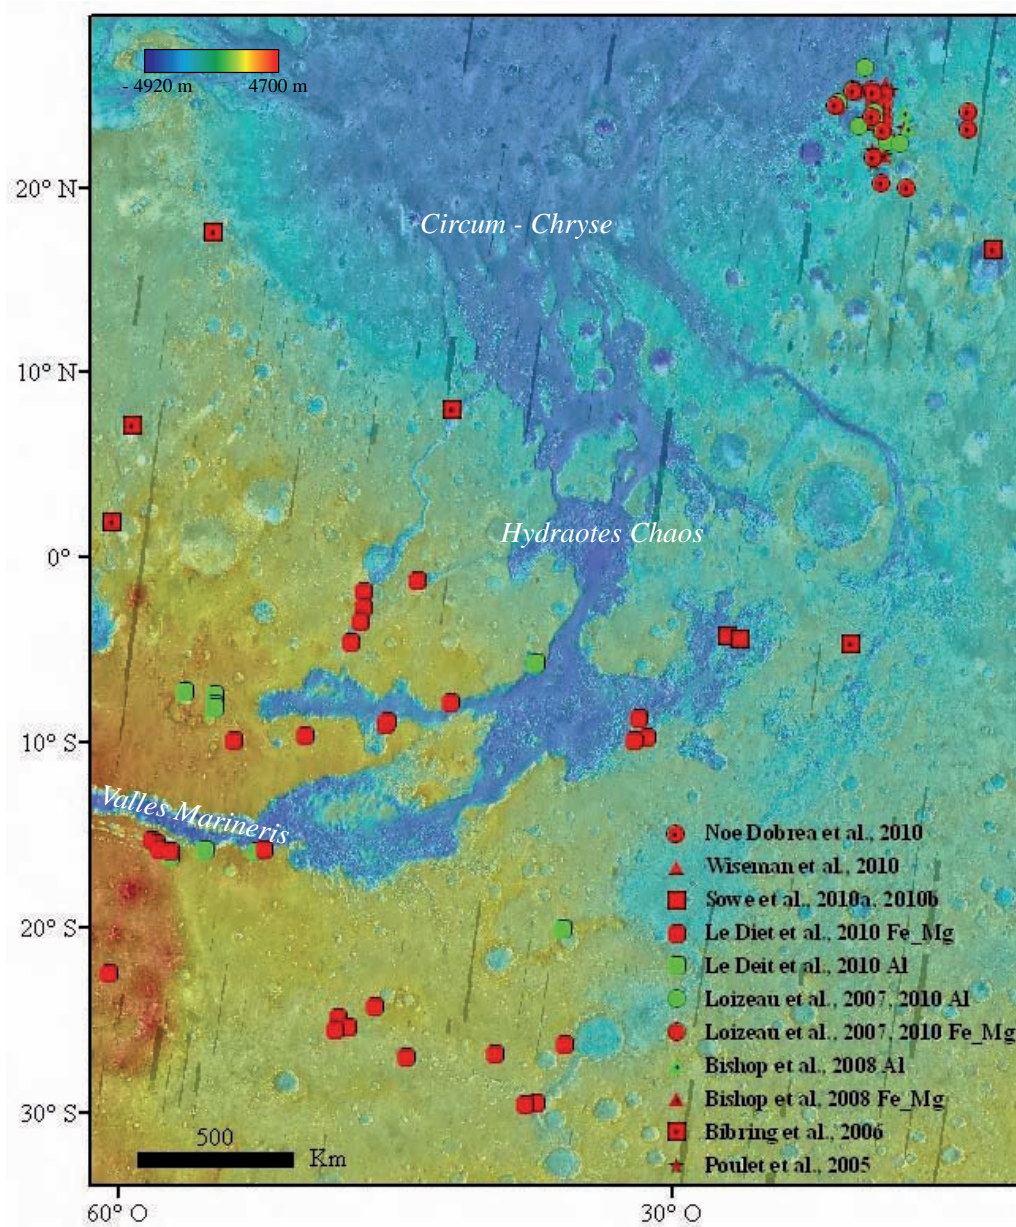 - 4920 m 4700 m
20° N
Circum - Chryse
10° N
Hydraotes Chaos
0°
10° S
Valles Marineris
Noe Dobrea et al., 2010
Wiseman et al., 2010
Sowe et al., 2010a, 2010b
20° S
Le Diet et al., 2010 Fe_Mg
Le Deit et al., 2010 Al
Loizeau et al., 2007, 2010 Al
Loizeau et al., 2007, 2010 Fe_Mg
Bishop et al., 2008 Al
Bishop et al, 2008 Fe_Mg
30° S
500
Km
Bibring et al., 2006
Poulet et al., 2005
60° O
30° O